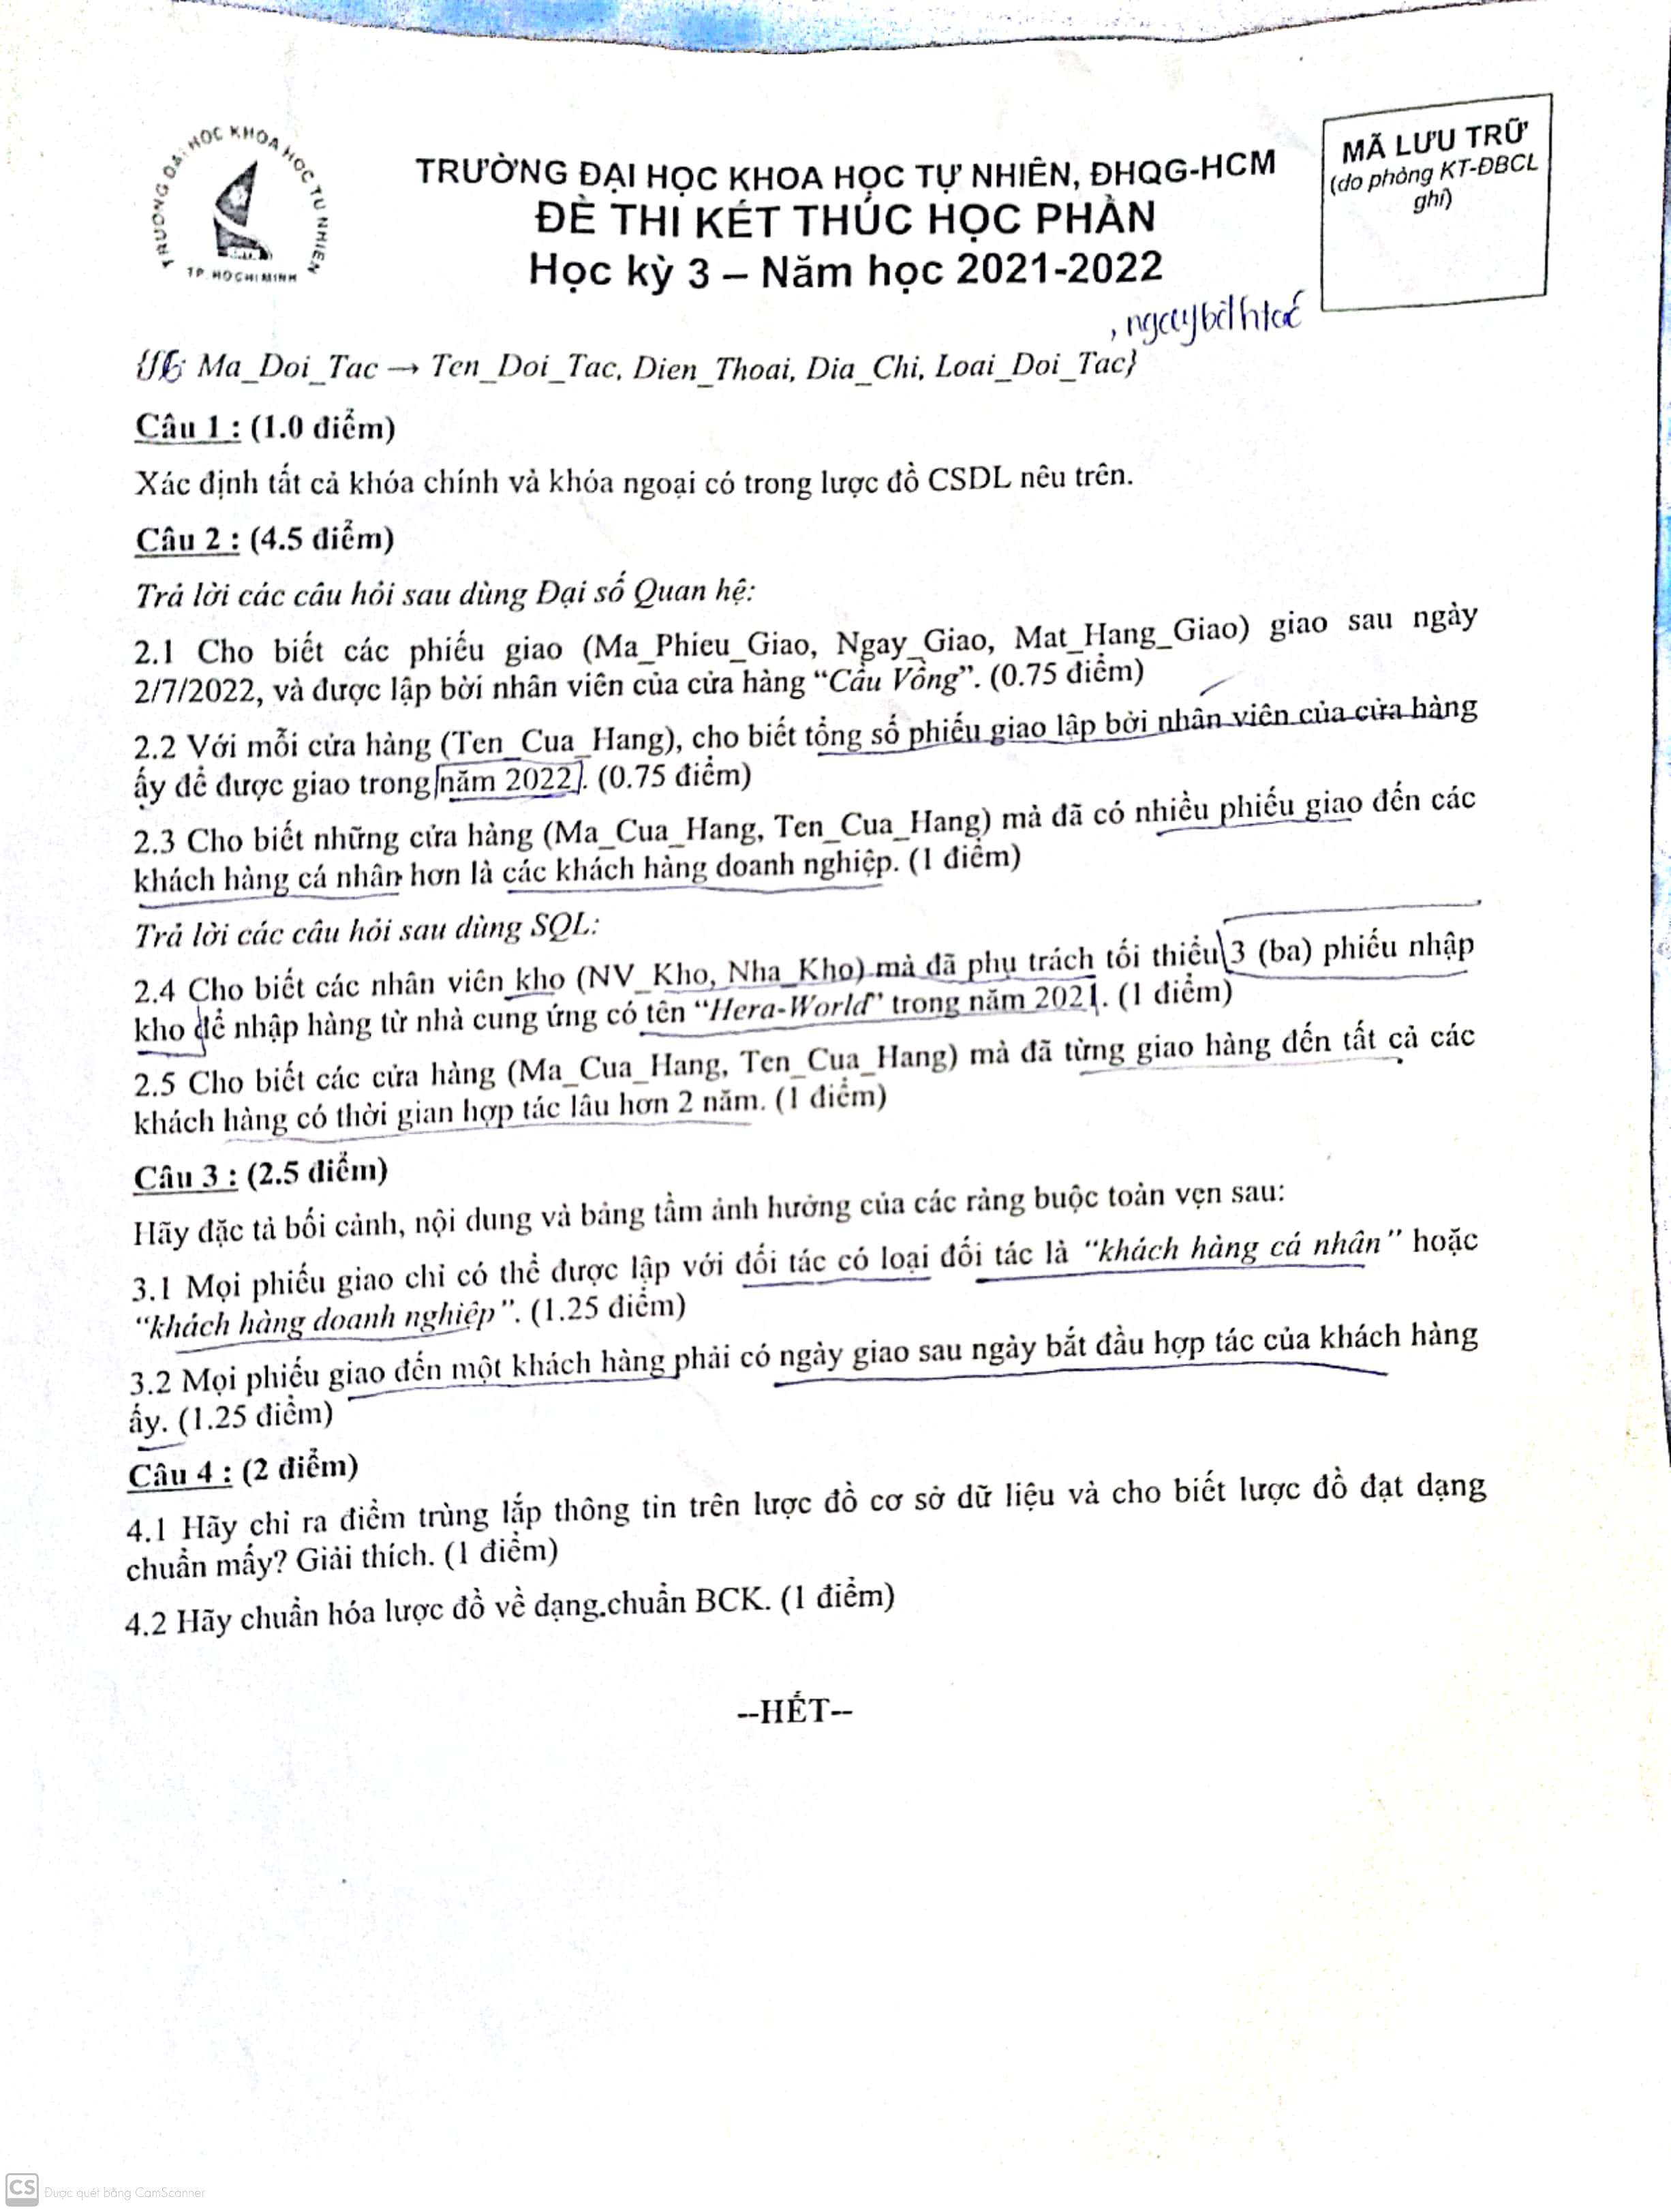 TRƯỜNG ĐẠI HỌC KHOA HỌC TỰ NHIÊN
TP. HO CHI MINH
TRƯỜNG ĐẠI HỌC KHOA HỌC TỰ NHIÊN, ĐHQG-HCM
ĐỀ THI KẾT THÚC HỌC PHẦN
Học kỳ 3 – Năm học 2021-2022
MÃ LƯU TRỮ
(do phòng KT-ĐBCL
ghi)
{f6: Ma_Doi_Tac → Ten_Doi_Tac, Dien_Thoai, Dia_Chi, Loai_Doi_Tac}
Câu 1 : (1.0 điểm)
Xác định tất cả khóa chính và khóa ngoại có trong lược đồ CSDL nêu trên.
Câu 2 : (4.5 điểm)
Trả lời các câu hỏi sau dùng Đại số Quan hệ:
2.1 Cho biết các phiếu giao (Ma_Phieu_Giao, Ngay_Giao, Mat_Hang_Giao) giao sau ngày
2/7/2022, và được lập bởi nhân viên của cửa hàng “Cầu Vồng”. (0.75 điểm)
2.2 Với mỗi cửa hàng (Ten_Cua_Hang), cho biết tổng số phiếu giao lập bởi nhân viên của cửa hàng
ấy để được giao trong năm 2022. (0.75 điểm)
2.3 Cho biết những cửa hàng (Ma_Cua_Hang, Ten_Cua_Hang) mà đã có nhiều phiếu giao đến các
khách hàng cá nhân hơn là các khách hàng doanh nghiệp. (1 điểm)
Trả lời các câu hỏi sau dùng SQL:
2.4 Cho biết các nhân viên kho (NV_Kho, Nha_Kho) mà đã phụ trách tối thiểu 3 (ba) phiếu nhập
kho để nhập hàng từ nhà cung ứng có tên “Hera-World” trong năm 2021. (1 điểm)
2.5 Cho biết các cửa hàng (Ma_Cua_Hang, Ten_Cua_Hang) mà đã từng giao hàng đến tất cả các
khách hàng có thời gian hợp tác lâu hơn 2 năm. (1 điểm)
Câu 3 : (2.5 điểm)
Hãy đặc tả bối cảnh, nội dung và bảng tầm ảnh hưởng của các ràng buộc toàn vẹn sau:
3.1 Mọi phiếu giao chỉ có thể được lập với đối tác có loại đối tác là “khách hàng cá nhân” hoặc
“khách hàng doanh nghiệp”. (1.25 điểm)
3.2 Mọi phiếu giao đến một khách hàng phải có ngày giao sau ngày bắt đầu hợp tác của khách hàng
ấy. (1.25 điểm)
Câu 4 : (2 điểm)
4.1 Hãy chỉ ra điểm trùng lắp thông tin trên lược đồ cơ sở dữ liệu và cho biết lược đồ đạt dạng
chuẩn mấy? Giải thích. (1 điểm)
4.2 Hãy chuẩn hóa lược đồ về dạng chuẩn BCK. (1 điểm)
--HẾT--
CS Được quét bằng CamScanner